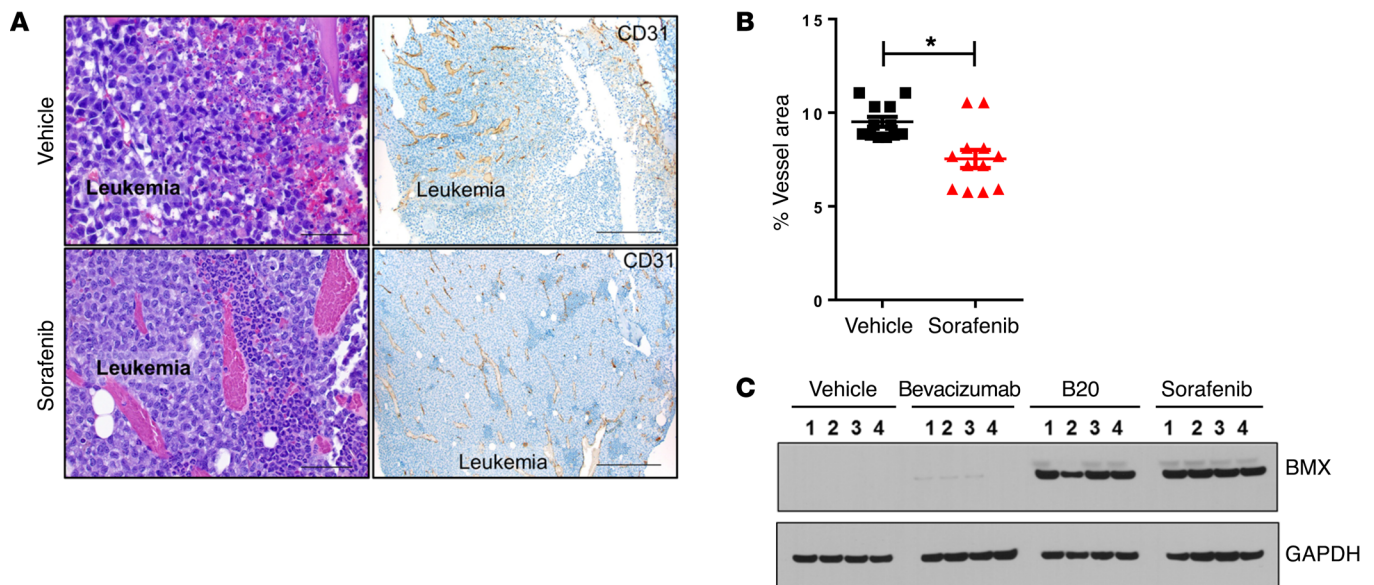 A
Vehicle
Leukemia
CD31
Leukemia
Sorafenib
Leukemia
CD31
Leukemia
B
% Vessel area
15
*
10
5
0
Vehicle Sorafenib
C
Vehicle Bevacizumab B20 Sorafenib
1 2 3 4 1 2 3 4 1 2 3 4 1 2 3 4
BMX
GAPDH